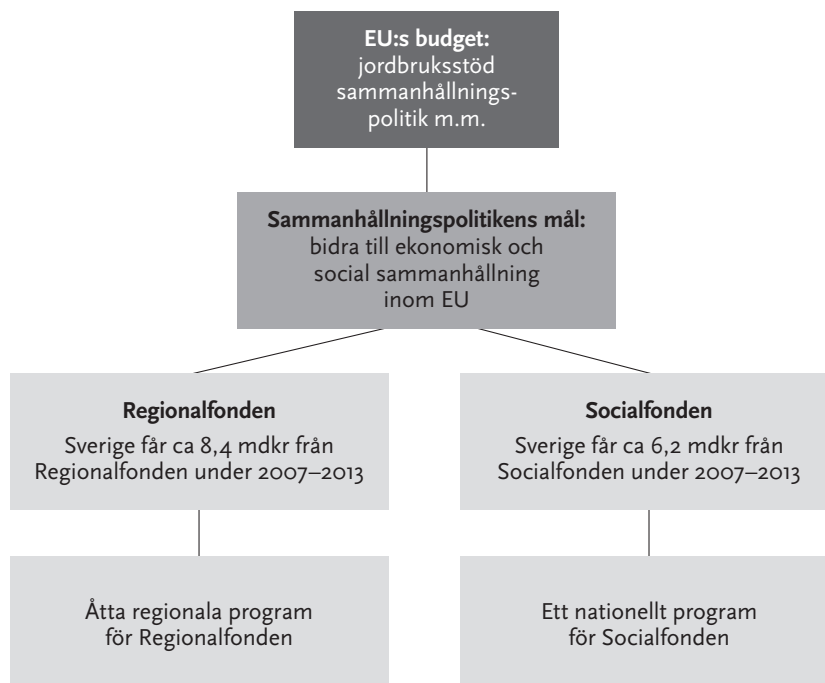 EU:s budget:
jordbruksstöd
sammanhållnings-
politik m.m.
Sammanhållningspolitikens mål:
bidra till ekonomisk och
social sammanhållning
inom EU
Regionalfonden
Sverige får ca 8,4 mdkr från
Regionalfonden under 2007–2013
Socialfonden
Sverige får ca 6,2 mdkr från
Socialfonden under 2007–2013
Åtta regionala program
för Regionalfonden
Ett nationellt program
för Socialfonden